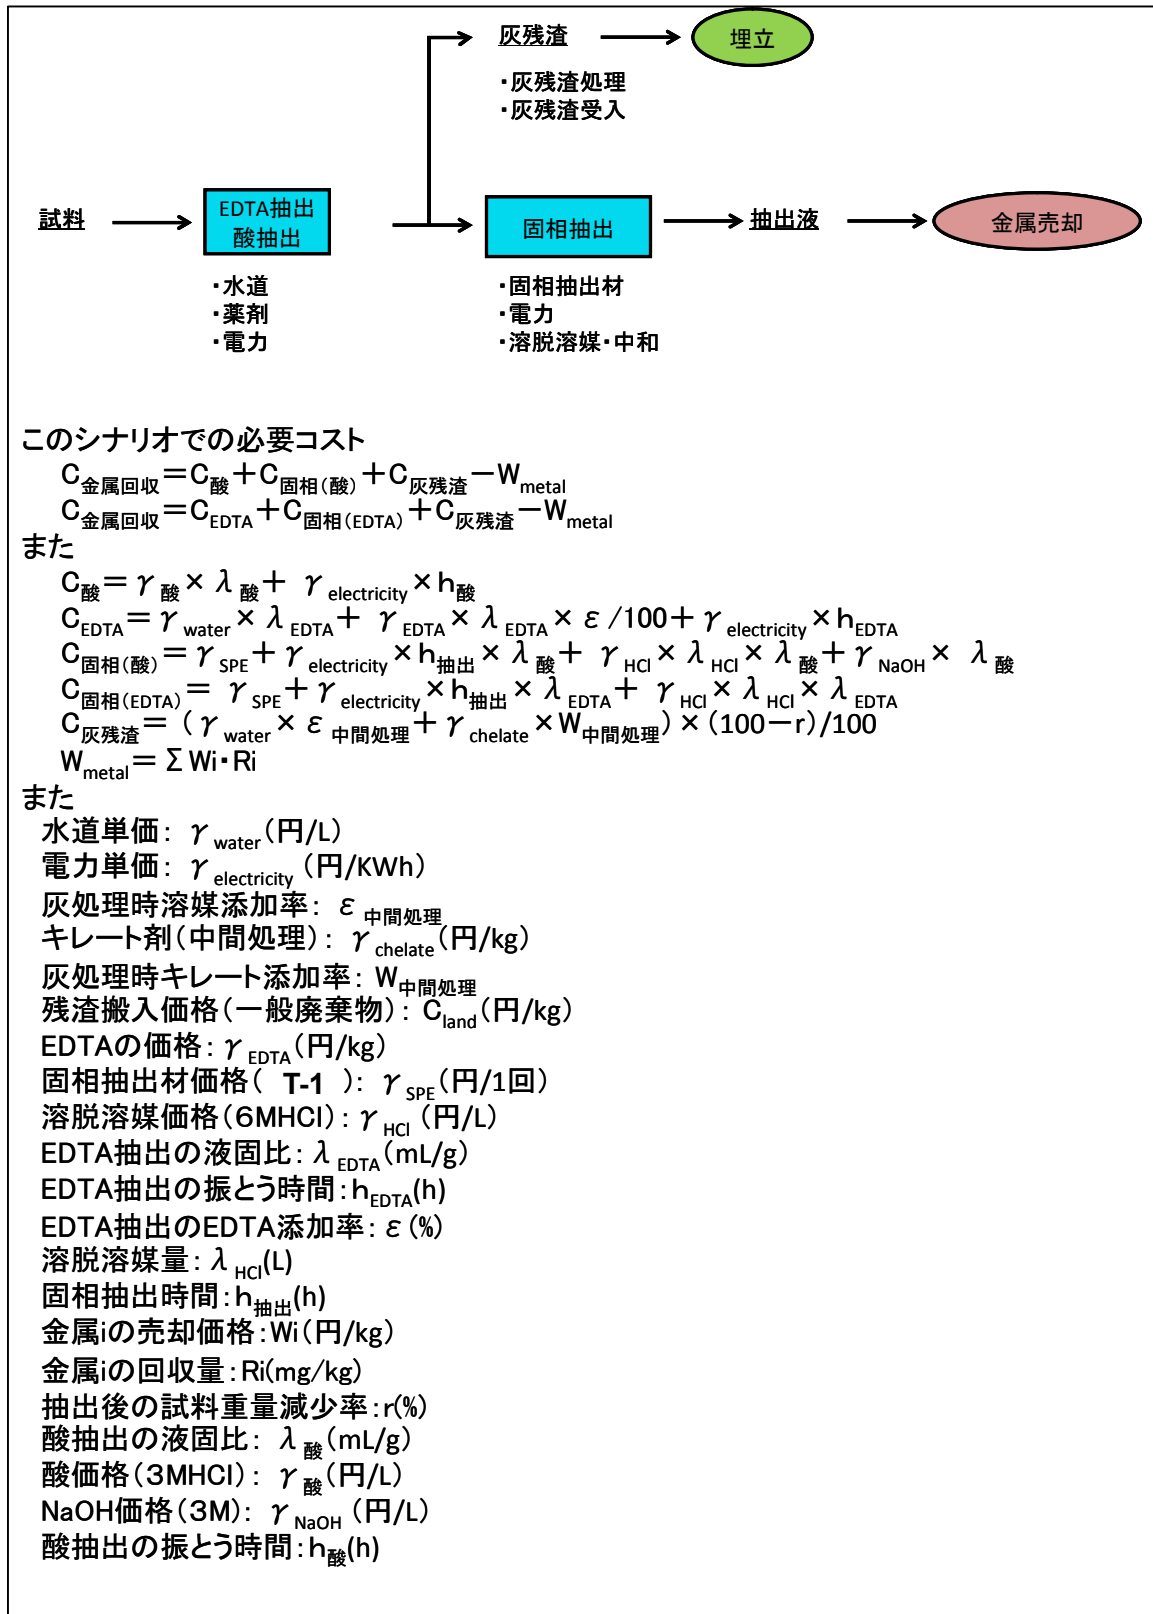 灰残渣
埋立
・灰残渣処理
・灰残渣受入
試料
EDTA抽出
酸抽出
固相抽出
抽出液
金属売却
・水道
・薬剤
・電力
・固相抽出材
・電力
・溶脱溶媒・中和
このシナリオでの必要コスト
C金属回収＝C酸＋C固相(酸)＋C灰残渣－Wmetal
C金属回収＝CEDTA＋C固相(EDTA)＋C灰残渣－Wmetal
また
C酸＝γ酸×λ酸＋γelectricity×h酸
CEDTA＝γwater×λEDTA＋γEDTA×λEDTA×ε/100＋γelectricity×hEDTA
C固相(酸)＝γSPE＋γelectricity×h抽出×λ酸＋γHCl×λHCl×λ酸＋γNaOH×λ酸
C固相(EDTA)＝γSPE＋γelectricity×h抽出×λEDTA＋γHCl×λHCl×λEDTA
C灰残渣＝（γwater×ε中間処理＋γchelate×W中間処理）×(100－r)/100
Wmetal＝ΣWi・Ri
また
水道単価：γwater（円/L）
電力単価：γelectricity（円/KWh）
灰処理時溶媒添加率：ε中間処理
キレート剤（中間処理）：γchelate（円/kg）
灰処理時キレート添加率：W中間処理
残渣搬入価格（一般廃棄物）：Cland（円/kg）
EDTAの価格：γEDTA（円/kg）
固相抽出材価格（ T-1 ）：γSPE（円/1回）
溶脱溶媒価格（6MHCl）：γHCl（円/L）
EDTA抽出の液固比：λEDTA（mL/g）
EDTA抽出の振とう時間：hEDTA(h)
EDTA抽出のEDTA添加率：ε(%)
溶脱溶媒量：λHCl(L)
固相抽出時間：h抽出(h)
金属iの売却価格：Wi（円/kg）
金属iの回収量：Ri(mg/kg)
抽出後の試料重量減少率：r(%)
酸抽出の液固比：λ酸（mL/g）
酸価格（3MHCl）：γ酸（円/L）
NaOH価格（3M）：γNaOH（円/L）
酸抽出の振とう時間：h酸(h)